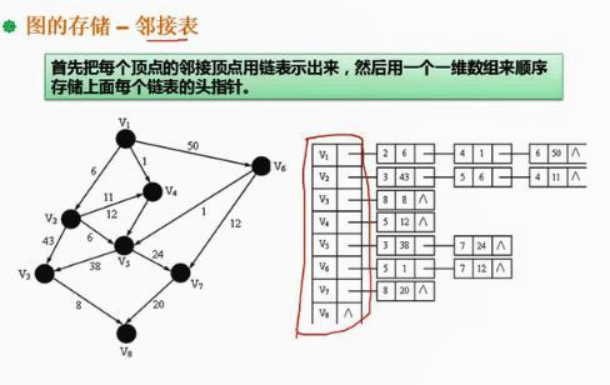 图的存储 – 邻接表
首先把每个顶点的邻接顶点用链表示出来，然后用一个一维数组来顺序
存储上面每个链表的头指针。
V₁
50
V₆
6
1
V₄
11
12
V₂
1
12
43
6
V₅
24
38
V₃
V₇
8
20
V₈
V₁ 2 6 4 1 6 50 ∧
V₂ 3 43 5 6 4 11 ∧
V₃ 8 8 ∧
V₄ 5 12 ∧
V₅ 3 38 7 24 ∧
V₆ 5 1 7 12 ∧
V₇ 8 20 ∧
V₈ ∧